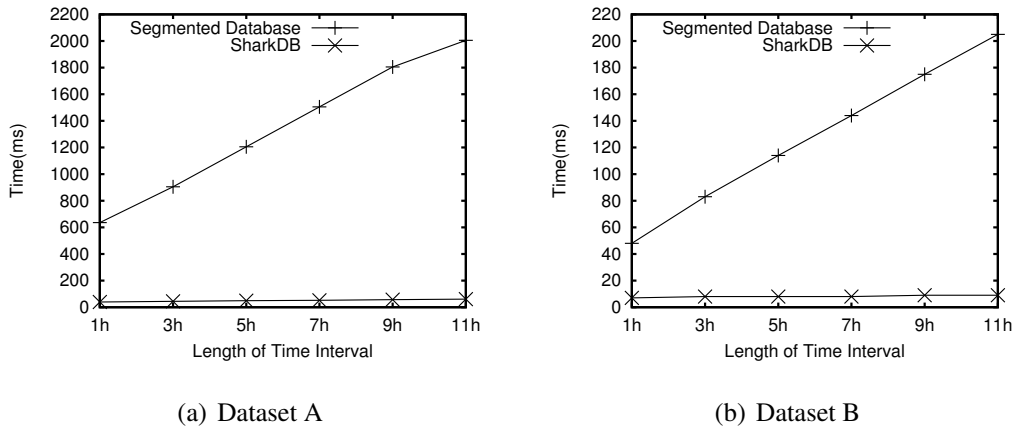 2200
2000
1800
1600
1400
1200
1000
800
600
400
200
0
Time(ms)
Segmented Database
SharkDB
1h 3h 5h 7h 9h 11h
Length of Time Interval
(a) Dataset A
220
200
180
160
140
120
100
80
60
40
20
0
Time(ms)
Segmented Database
SharkDB
1h 3h 5h 7h 9h 11h
Length of Time Interval
(b) Dataset B